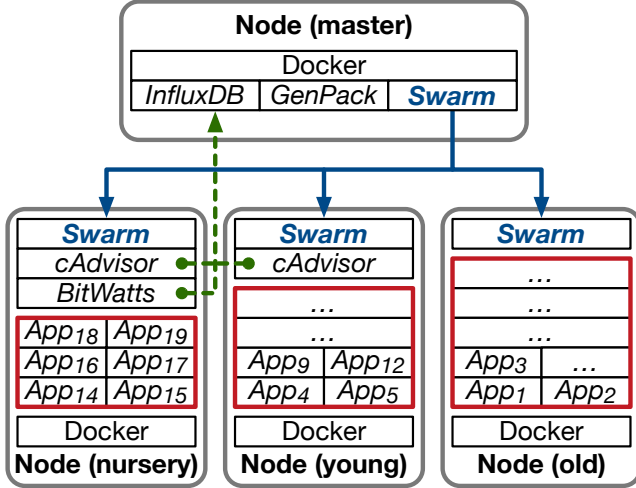 Node (master)
Docker
InfluxDB GenPack Swarm
Swarm
cAdvisor
BitWatts
App18 App19
App16 App17
App14 App15
Docker
Node (nursery)
Swarm
cAdvisor
...
...
App9 App12
App4 App5
Docker
Node (young)
Swarm
...
...
...
App3 ...
App1 App2
Docker
Node (old)